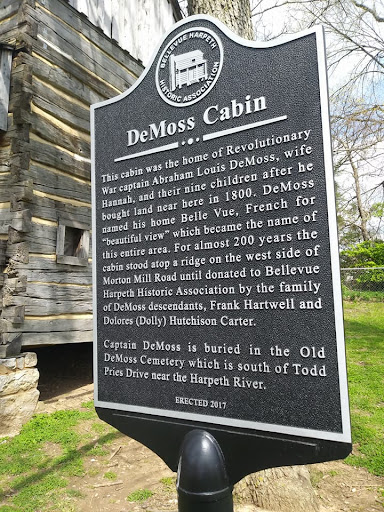 BELLEVUE HARPETH
HISTORIC ASSOCIATION
DeMoss Cabin
This cabin was the home of Revolutionary
War captain Abraham Louis DeMoss, wife
Hannah, and their nine children after he
bought land near here in 1800. DeMoss
named his home Belle Vue, French for
"beautiful view" which became the name of
this entire area. For almost 200 years the
cabin stood atop a ridge on the west side of
Morton Mill Road until donated to Bellevue
Harpeth Historic Association by the family
of DeMoss descendants, Frank Hartwell and
Dolores (Dolly) Hutchison Carter.
Captain DeMoss is buried in the Old
DeMoss Cemetery which is south of Todd
Pries Drive near the Harpeth River.
ERECTED 2017